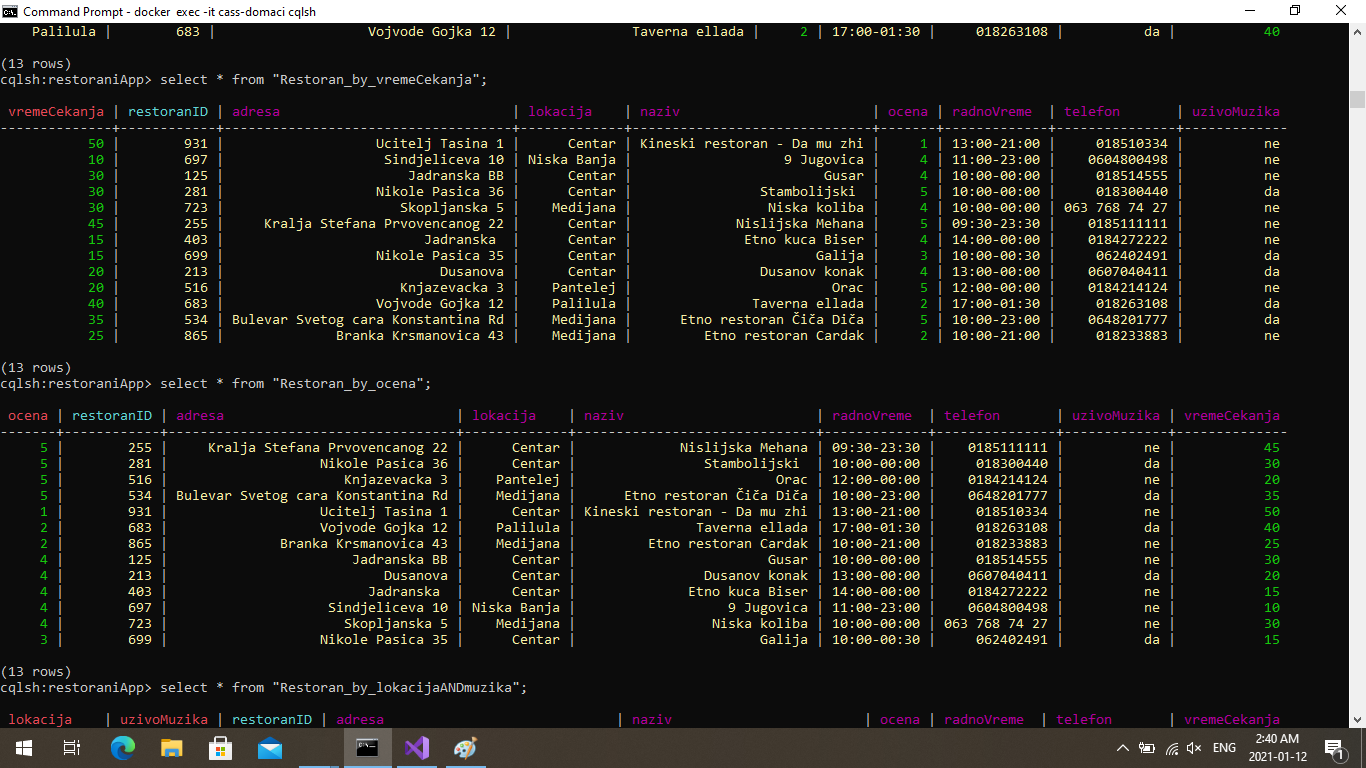 Command Prompt - docker exec -it cass-domaci cqlsh
Palilula | 683 | Vojvode Gojka 12 | Taverna ellada | 2 | 17:00-01:30 | 018263108 | da | 40
(13 rows)
cqlsh:restoraniApp> select * from "Restoran_by_vremeCekanja";
vremeCekanja | restoranID | adresa | lokacija | naziv | ocena | radnoVreme | telefon | uzivoMuzika
50 | 931 | Ucitelj Tasina 1 | Centar | Kineski restoran - Da mu zhi | 1 | 13:00-21:00 | 018510334 | ne
10 | 697 | Sindjeliceva 10 | Niska Banja | 9 Jugovica | 4 | 11:00-23:00 | 0604800498 | ne
30 | 125 | Jadranska BB | Centar | Gusar | 4 | 10:00-00:00 | 018514555 | ne
30 | 281 | Nikole Pasica 36 | Centar | Stambolijski | 5 | 10:00-00:00 | 018300440 | da
30 | 723 | Skopljanska 5 | Medijana | Niska koliba | 4 | 10:00-00:00 | 063 768 74 27 | ne
45 | 255 | Kralja Stefana Prvovencanog 22 | Centar | Nislijska Mehana | 5 | 09:30-23:30 | 0185111111 | ne
15 | 403 | Jadranska | Centar | Etno kuca Biser | 4 | 14:00-00:00 | 0184272222 | ne
15 | 699 | Nikole Pasica 35 | Centar | Galija | 3 | 10:00-00:30 | 062402491 | da
20 | 213 | Dusanova | Centar | Dusanov konak | 4 | 13:00-00:00 | 0607040411 | da
20 | 516 | Knjazevacka 3 | Pantelej | Orac | 5 | 12:00-00:00 | 0184214124 | ne
40 | 683 | Vojvode Gojka 12 | Palilula | Taverna ellada | 2 | 17:00-01:30 | 018263108 | da
35 | 534 | Bulevar Svetog cara Konstantina Rd | Medijana | Etno restoran Čiča Diča | 5 | 10:00-23:00 | 0648201777 | da
25 | 865 | Branka Krsmanovica 43 | Medijana | Etno restoran Cardak | 2 | 10:00-21:00 | 018233883 | ne
(13 rows)
cqlsh:restoraniApp> select * from "Restoran_by_ocena";
ocena | restoranID | adresa | lokacija | naziv | radnoVreme | telefon | uzivoMuzika | vremeCekanja
5 | 255 | Kralja Stefana Prvovencanog 22 | Centar | Nislijska Mehana | 09:30-23:30 | 0185111111 | ne | 45
5 | 281 | Nikole Pasica 36 | Centar | Stambolijski | 10:00-00:00 | 018300440 | da | 30
5 | 516 | Knjazevacka 3 | Pantelej | Orac | 12:00-00:00 | 0184214124 | ne | 20
5 | 534 | Bulevar Svetog cara Konstantina Rd | Medijana | Etno restoran Čiča Diča | 10:00-23:00 | 0648201777 | da | 35
1 | 931 | Ucitelj Tasina 1 | Centar | Kineski restoran - Da mu zhi | 13:00-21:00 | 018510334 | ne | 50
2 | 683 | Vojvode Gojka 12 | Palilula | Taverna ellada | 17:00-01:30 | 018263108 | da | 40
2 | 865 | Branka Krsmanovica 43 | Medijana | Etno restoran Cardak | 10:00-21:00 | 018233883 | ne | 25
4 | 125 | Jadranska BB | Centar | Gusar | 10:00-00:00 | 018514555 | ne | 30
4 | 213 | Dusanova | Centar | Dusanov konak | 13:00-00:00 | 0607040411 | da | 20
4 | 403 | Jadranska | Centar | Etno kuca Biser | 14:00-00:00 | 0184272222 | ne | 15
4 | 697 | Sindjeliceva 10 | Niska Banja | 9 Jugovica | 11:00-23:00 | 0604800498 | ne | 10
4 | 723 | Skopljanska 5 | Medijana | Niska koliba | 10:00-00:00 | 063 768 74 27 | ne | 30
3 | 699 | Nikole Pasica 35 | Centar | Galija | 10:00-00:30 | 062402491 | da | 15
(13 rows)
cqlsh:restoraniApp> select * from "Restoran_by_lokacijaANDmuzika";
lokacija | uzivoMuzika | restoranID | adresa | naziv | ocena | radnoVreme | telefon | vremeCekanja
ENG
2:40 AM
2021-01-12
1